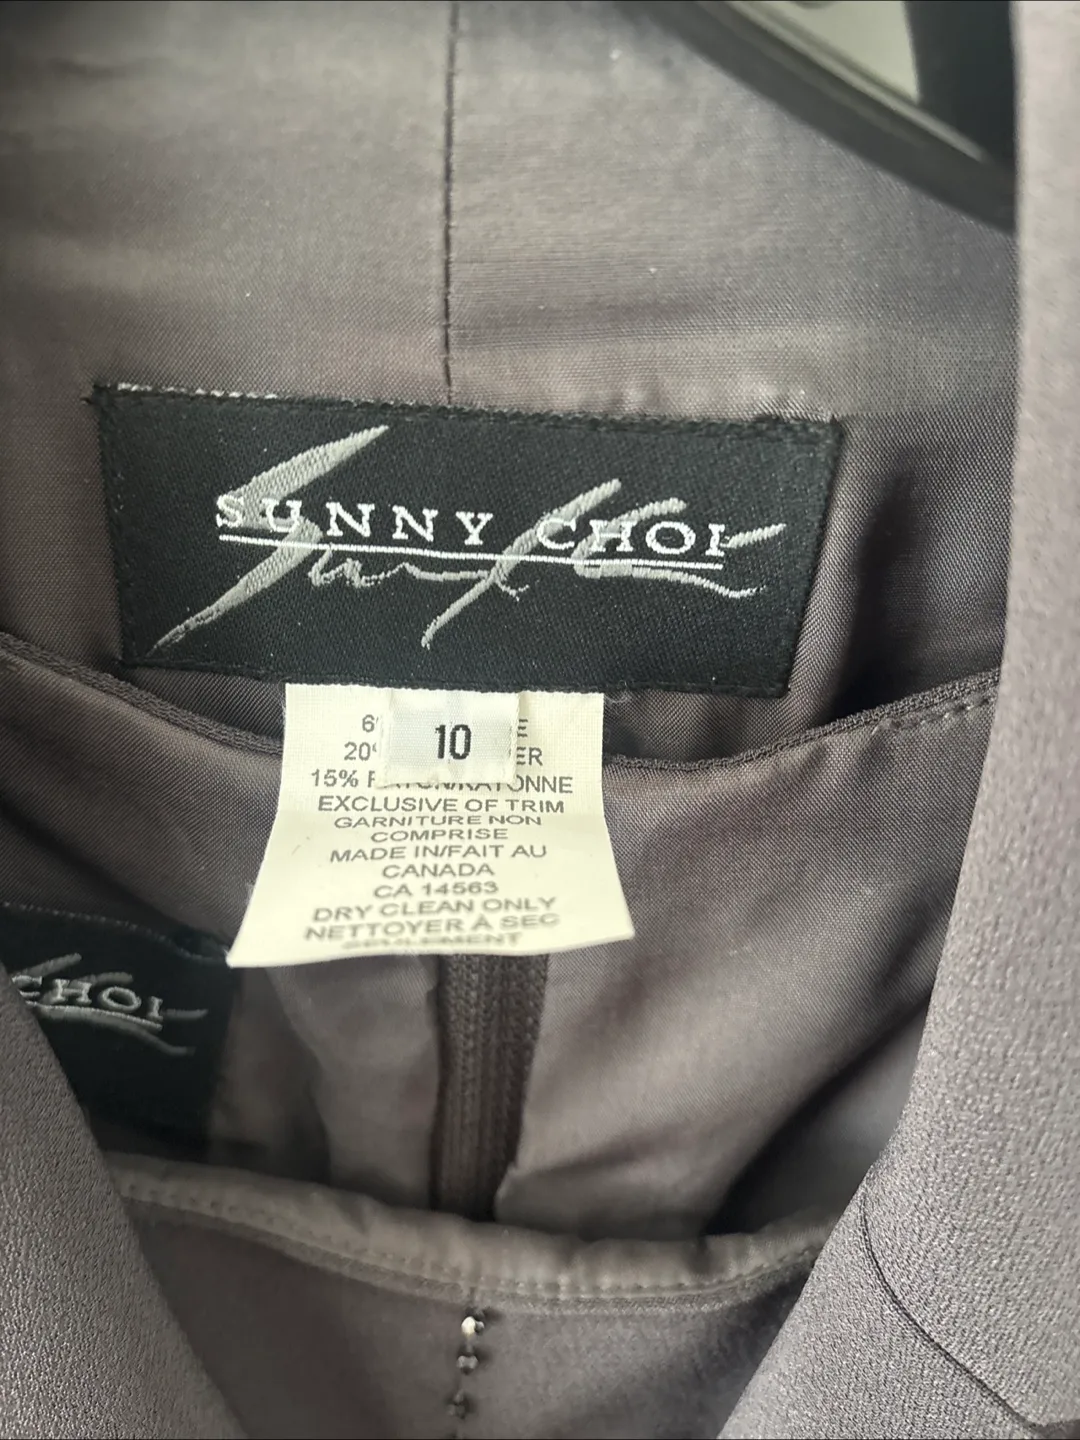 SUNNY CHOI
10
15%
EXCLUSIVE OF TRIM
GARNITURE NON
COMPRISE
MADE IN/FAIT AU
CANADA
CA 14563
DRY CLEAN ONLY
NETTOYER À SEC
SEULEMENT
CHOI